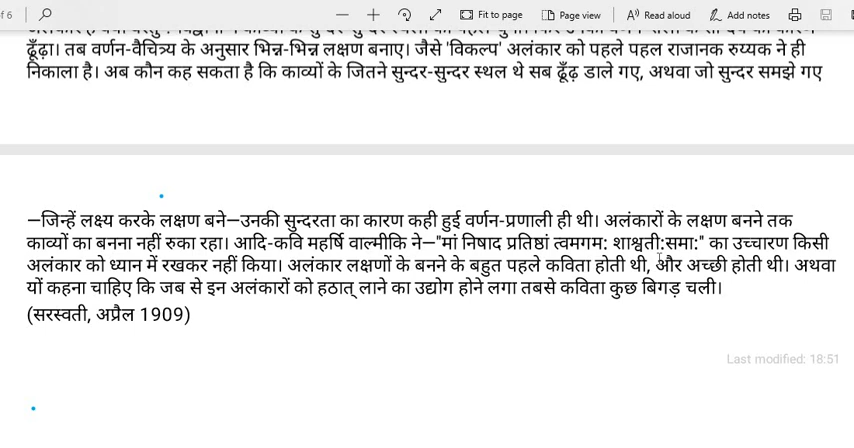 of 6 Fit to page Page view Read aloud Add notes
ढूँढ़ा। तब वर्णन-वैचित्र्य के अनुसार भिन्न-भिन्न लक्षण बनाए। जैसे 'विकल्प' अलंकार को पहले पहल राजानक रुय्यक ने ही
निकाला है। अब कौन कह सकता है कि काव्यों के जितने सुन्दर-सुन्दर स्थल थे सब ढूँढ़ डाले गए, अथवा जो सुन्दर समझे गए
—जिन्हें लक्ष्य करके लक्षण बने—उनकी सुन्दरता का कारण कही हुई वर्णन-प्रणाली ही थी। अलंकारों के लक्षण बनने तक
काव्यों का बनना नहीं रुका रहा। आदि-कवि महर्षि वाल्मीकि ने—"मां निषाद प्रतिष्ठां त्वमगम: शाश्वती:समा:" का उच्चारण किसी
अलंकार को ध्यान में रखकर नहीं किया। अलंकार लक्षणों के बनने के बहुत पहले कविता होती थी, और अच्छी होती थी। अथवा
यों कहना चाहिए कि जब से इन अलंकारों को हठात् लाने का उद्योग होने लगा तबसे कविता कुछ बिगड़ चली।
(सरस्वती, अप्रैल 1909)
Last modified: 18:51